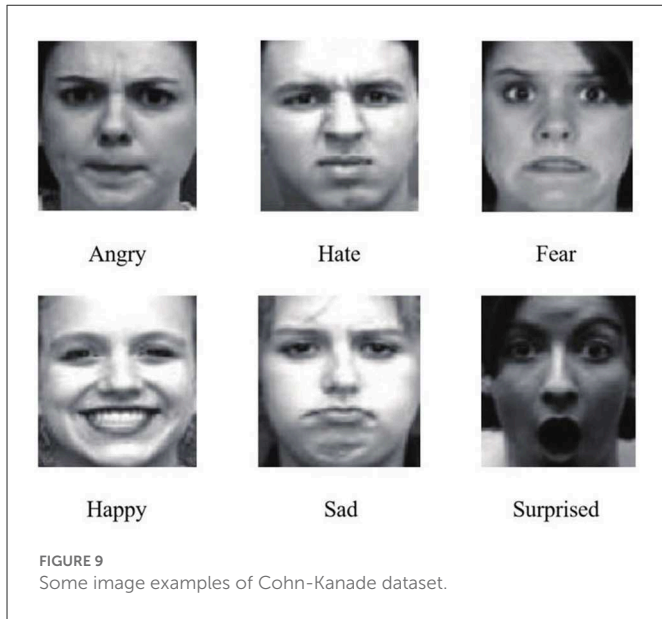 Angry Hate Fear
Happy Sad Surprised
FIGURE 9
Some image examples of Cohn-Kanade dataset.